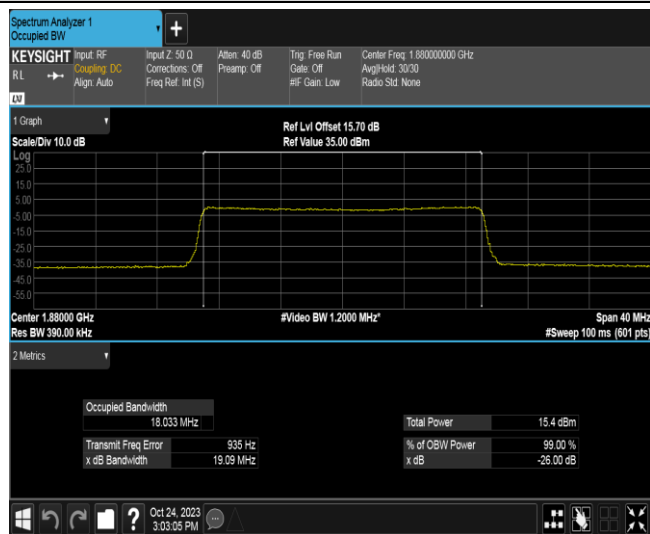 Spectrum Analyzer 1
Occupied BW
+
KEYSIGHT
RL
LXI
Input: RF
Coupling: DC
Align: Auto
Input Z: 50 Ω
Corrections: Off
Freq Ref: Int (S)
Atten: 40 dB
Preamp: Off
Trig: Free Run
Gate: Off
#IF Gain: Low
Center Freq: 1.880000000 GHz
Avg|Hold: 30/30
Radio Std: None
1 Graph
Scale/Div 10.0 dB
Ref Lvl Offset 15.70 dB
Ref Value 35.00 dBm
Log
25.0
15.0
5.00
-5.00
-15.0
-25.0
-35.0
-45.0
-55.0
Center 1.88000 GHz
Res BW 390.00 kHz
#Video BW 1.2000 MHz*
Span 40 MHz
#Sweep 100 ms (601 pts)
2 Metrics
Occupied Bandwidth
18.033 MHz
Transmit Freq Error 935 Hz
x dB Bandwidth 19.09 MHz
Total Power 15.4 dBm
% of OBW Power 99.00 %
x dB -26.00 dB
?
Oct 24, 2023
3:03:05 PM